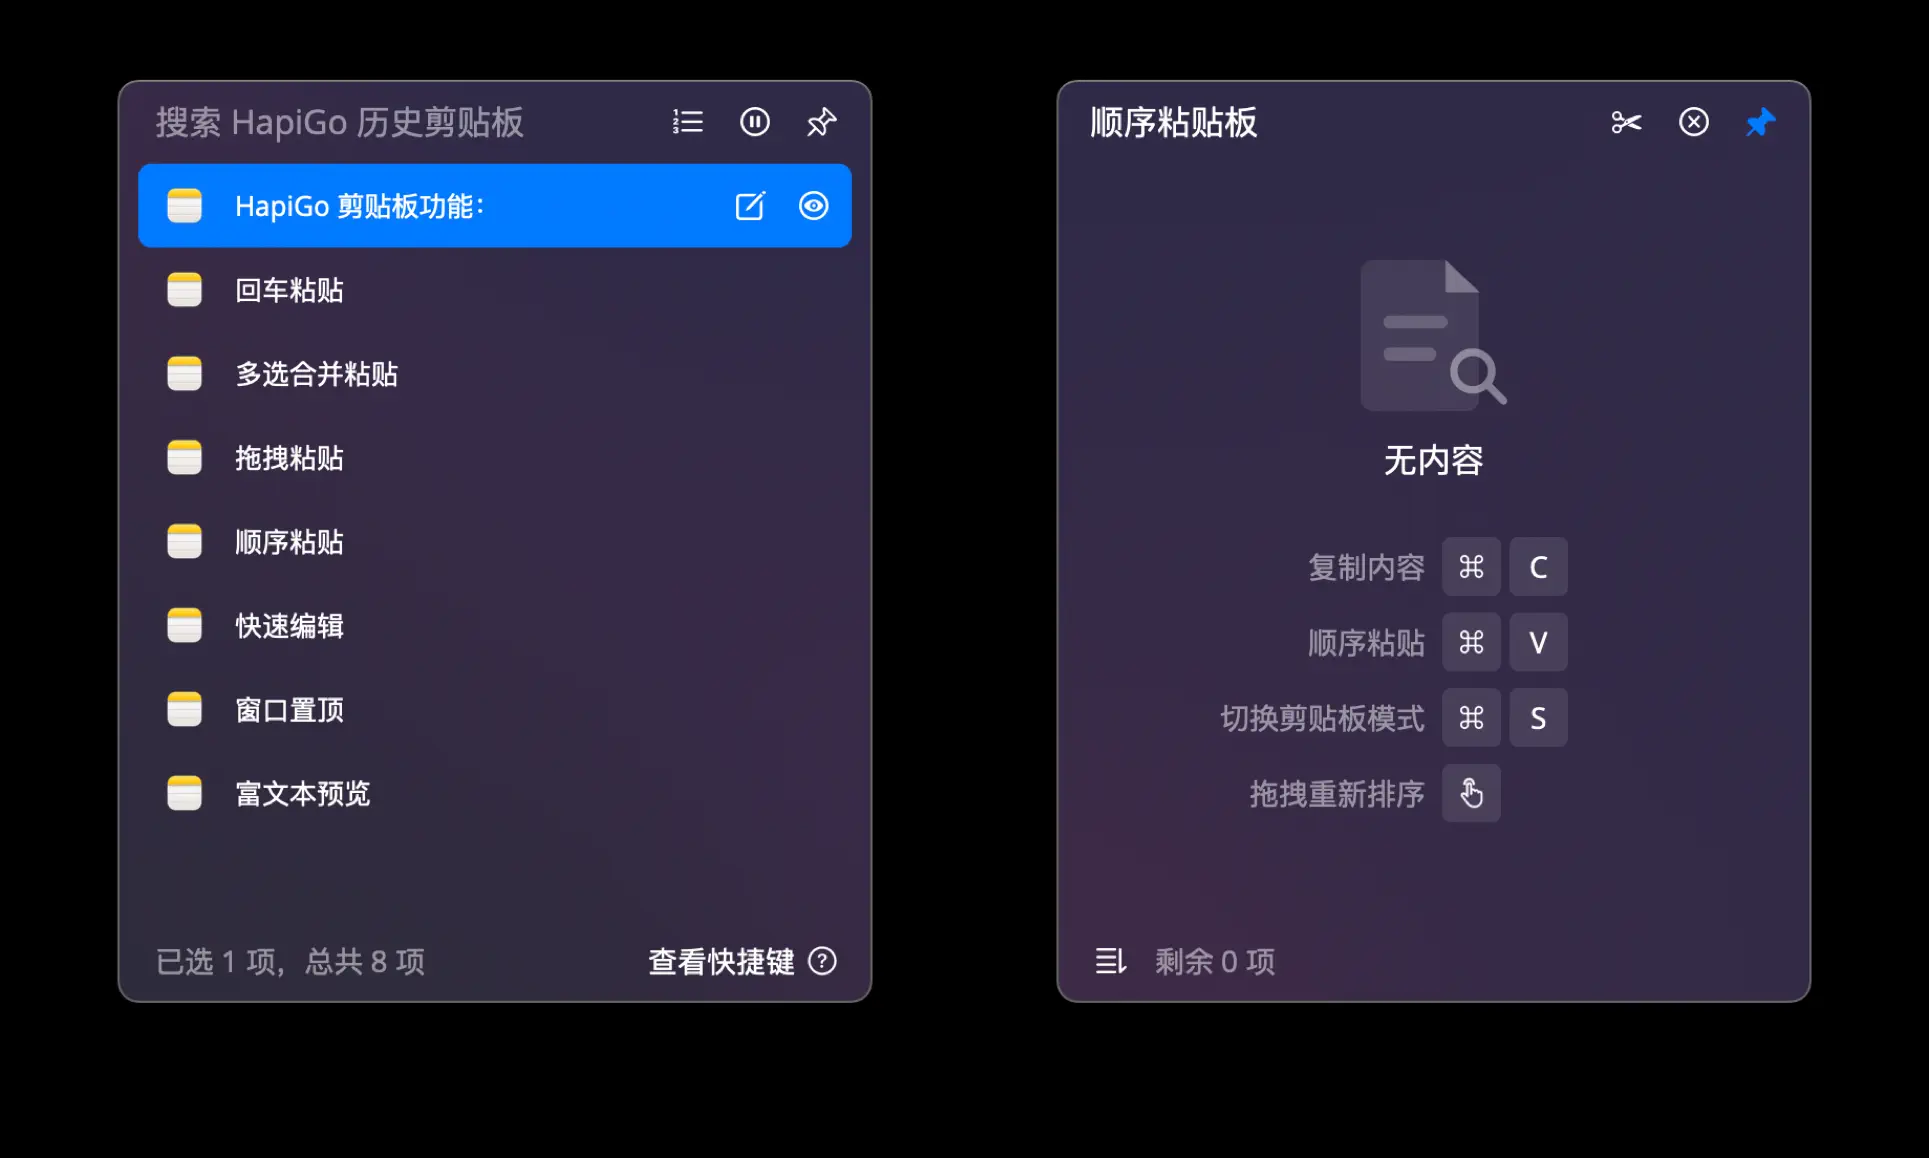 搜索 HapiGo 历史剪贴板
HapiGo 剪贴板功能：
回车粘贴
多选合并粘贴
拖拽粘贴
顺序粘贴
快速编辑
窗口置顶
富文本预览
已选 1 项，总共 8 项
查看快捷键 ?
顺序粘贴板
无内容
复制内容 ⌘ C
顺序粘贴 ⌘ V
切换剪贴板模式 ⌘ S
拖拽重新排序
剩余 0 项